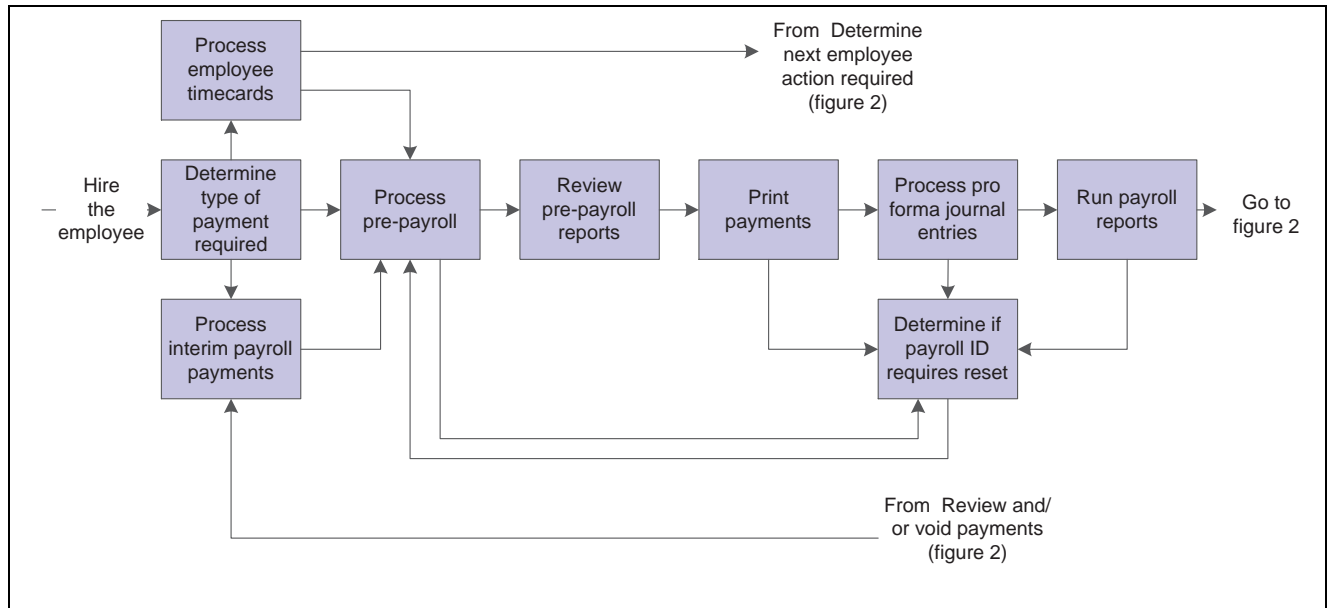 Process
employee
timecards
From Determine
next employee
action required
(figure 2)
Hire
the
employee
Determine
type of
payment
required
Process
pre-payroll
Review
pre-payroll
reports
Print
payments
Process pro
forma journal
entries
Run payroll
reports
Go to
figure 2
Process
interim payroll
payments
Determine if
payroll ID
requires reset
From Review and/
or void payments
(figure 2)